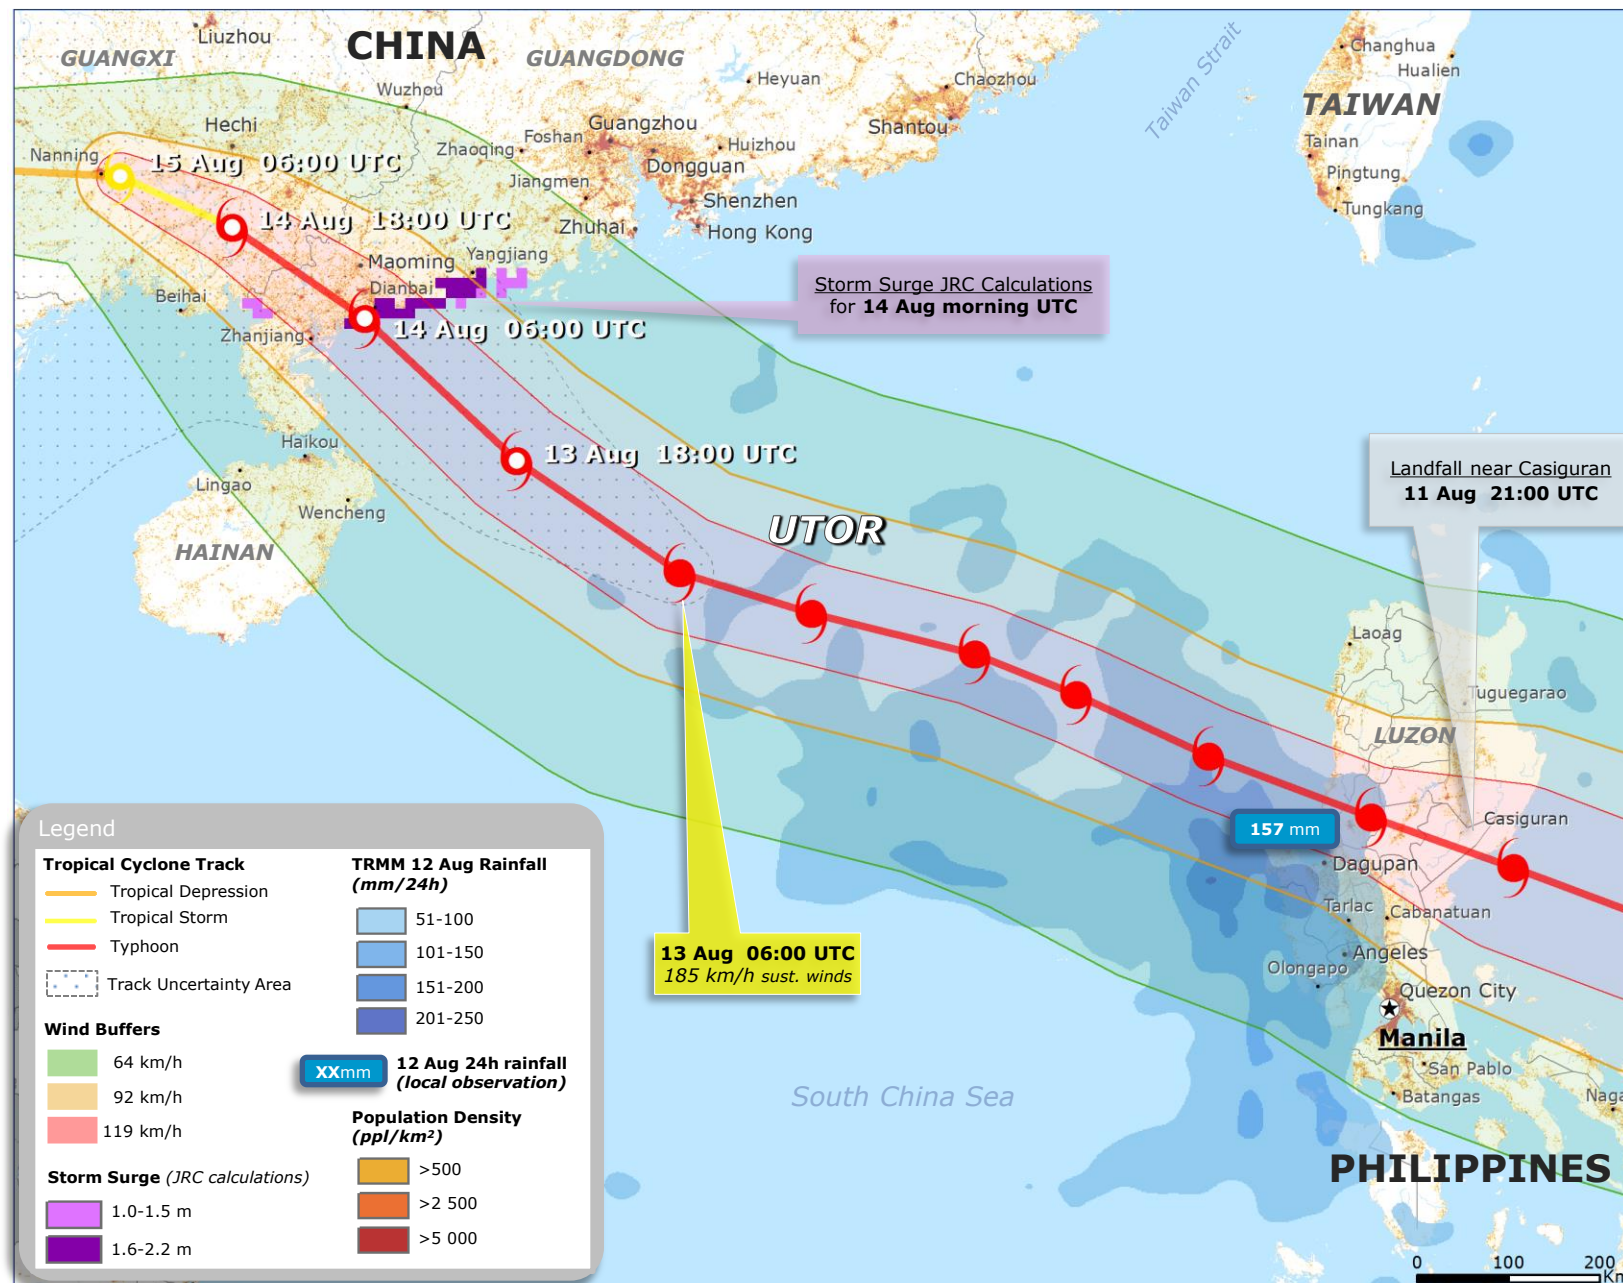 Liuzhou
CHINA
GUANGXI
GUANGDONG
Heyuan
Chaozhou
Taiwan Strait
Changhua
Hualien
TAIWAN
Wuzhou
Hechi
Foshan
Guangzhou
Shantou
Nanning
Zhaoqing
Huizhou
Tainan
15 Aug 06:00 UTC
Dongguan
Jiangmen
Pingtung
Shenzhen
Tungkang
14 Aug 18:00 UTC
Zhuhai
Hong Kong
Maoming
Yangjiang
Dianbai
Beihai
Storm Surge JRC Calculations
for 14 Aug morning UTC
Zhanjiang
14 Aug 06:00 UTC
Haikou
13 Aug 18:00 UTC
Landfall near Casiguran
11 Aug 21:00 UTC
Lingao
Wencheng
UTOR
HAINAN
Laoag
Tuguegarao
LUZON
157 mm
Casiguran
Dagupan
Tarlac
Cabanatuan
13 Aug 06:00 UTC
185 km/h sust. winds
Angeles
Olongapo
Quezon City
Manila
San Pablo
South China Sea
Batangas
Naga
PHILIPPINES
Legend
Tropical Cyclone Track
Tropical Depression
Tropical Storm
Typhoon
Track Uncertainty Area
Wind Buffers
64 km/h
92 km/h
119 km/h
Storm Surge (JRC calculations)
1.0-1.5 m
1.6-2.2 m
TRMM 12 Aug Rainfall
(mm/24h)
51-100
101-150
151-200
201-250
XXmm
12 Aug 24h rainfall
(local observation)
Population Density
(ppl/km²)
>500
>2 500
>5 000
0 100 200
Km